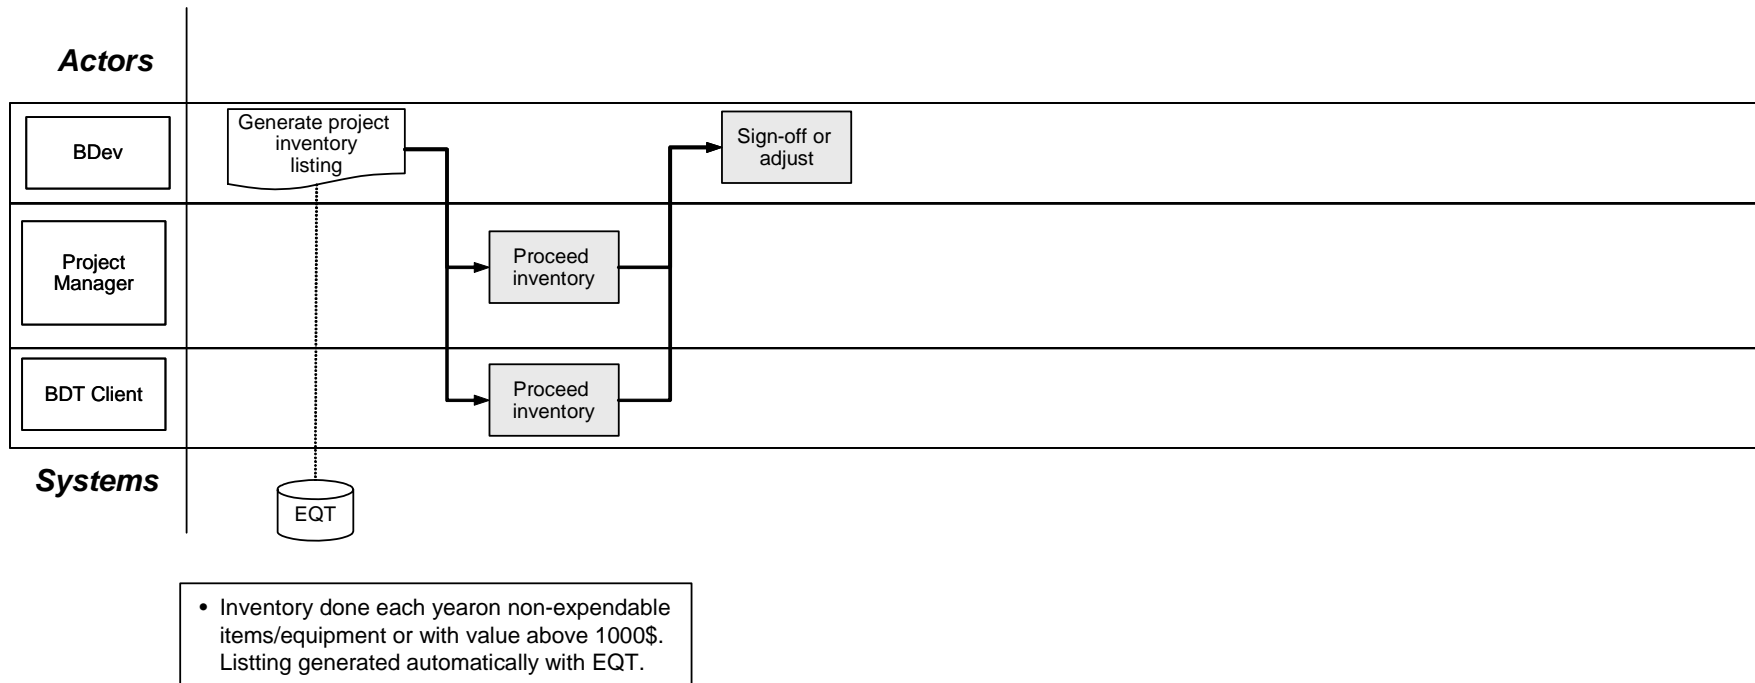 Actors
BDev
Generate project
inventory
listing
Sign-off or
adjust
Project
Manager
Proceed
inventory
BDT Client
Proceed
inventory
Systems
EQT
• Inventory done each yearon non-expendable
items/equipment or with value above 1000$.
Listting generated automatically with EQT.